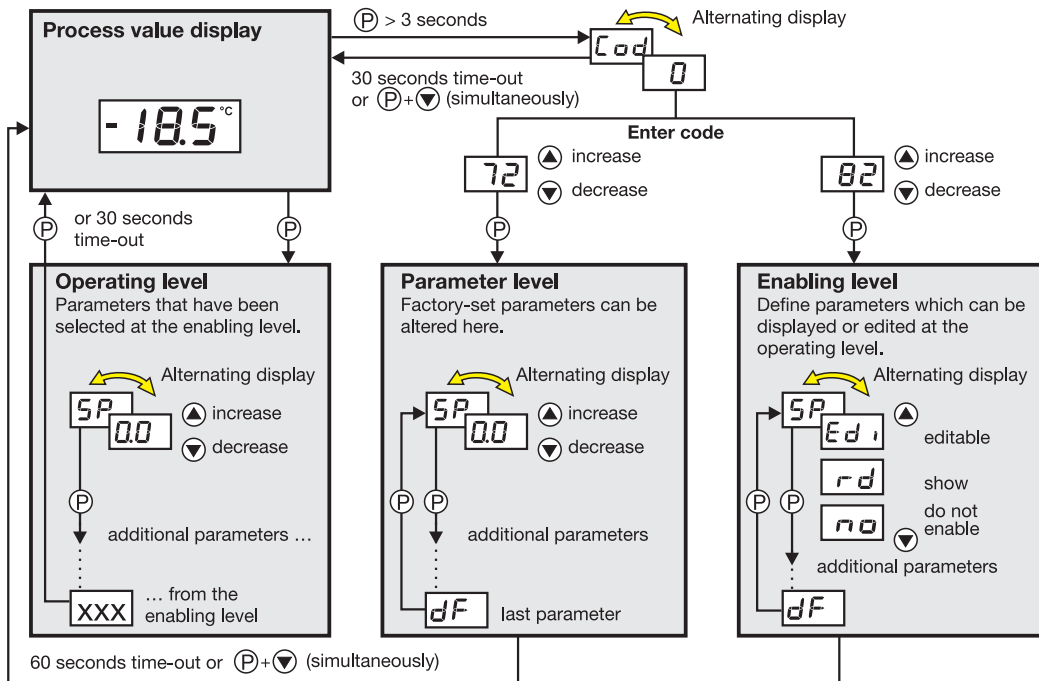 Process value display
-18.5 °C
P > 3 seconds
30 seconds time-out
or P+▼ (simultaneously)
Cod
0
Alternating display
Enter code
72
▲ increase
▼ decrease
82
▲ increase
▼ decrease
P
or 30 seconds
time-out
P
P
P
Operating level
Parameters that have been
selected at the enabling level.
Alternating display
SP
0.0
▲ increase
▼ decrease
P
additional parameters ...
xxx
... from the
enabling level
Parameter level
Factory-set parameters can be
altered here.
Alternating display
SP
0.0
▲ increase
▼ decrease
P
P
additional parameters
dF
last parameter
Enabling level
Define parameters which can be
displayed or edited at the
operating level.
Alternating display
SP
Edi
▲
editable
rd
show
no
do not
enable
▼
P
P
additional parameters
dF
60 seconds time-out or P+▼ (simultaneously)